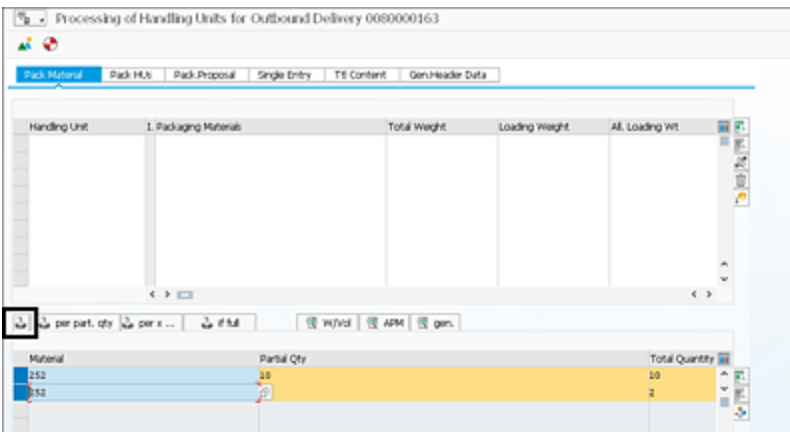 Processing of Handling Units for Outbound Delivery 0080000163
Pack Material Pack HUs Pack.Proposal Single Entry Ttl Content Gen.Header Data
Handling Unit I. Packaging Materials Total Weight Loading Weight All. Loading Wt
per part. qty per x ... if full W/Vol APM gen.
Material Partial Qty Total Quantity
252 10 10
252 2